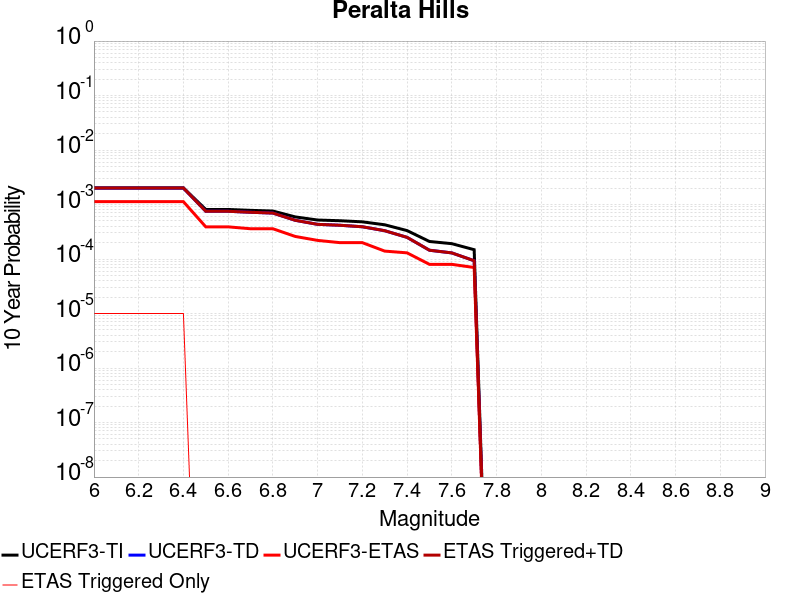 Peralta Hills
10^0
10^-1
10^-2
10^-3
10^-4
10^-5
10^-6
10^-7
10^-8
10 Year Probability
6 6.2 6.4 6.6 6.8 7 7.2 7.4 7.6 7.8 8 8.2 8.4 8.6 8.8 9
Magnitude
UCERF3-TI UCERF3-TD UCERF3-ETAS ETAS Triggered+TD
ETAS Triggered Only